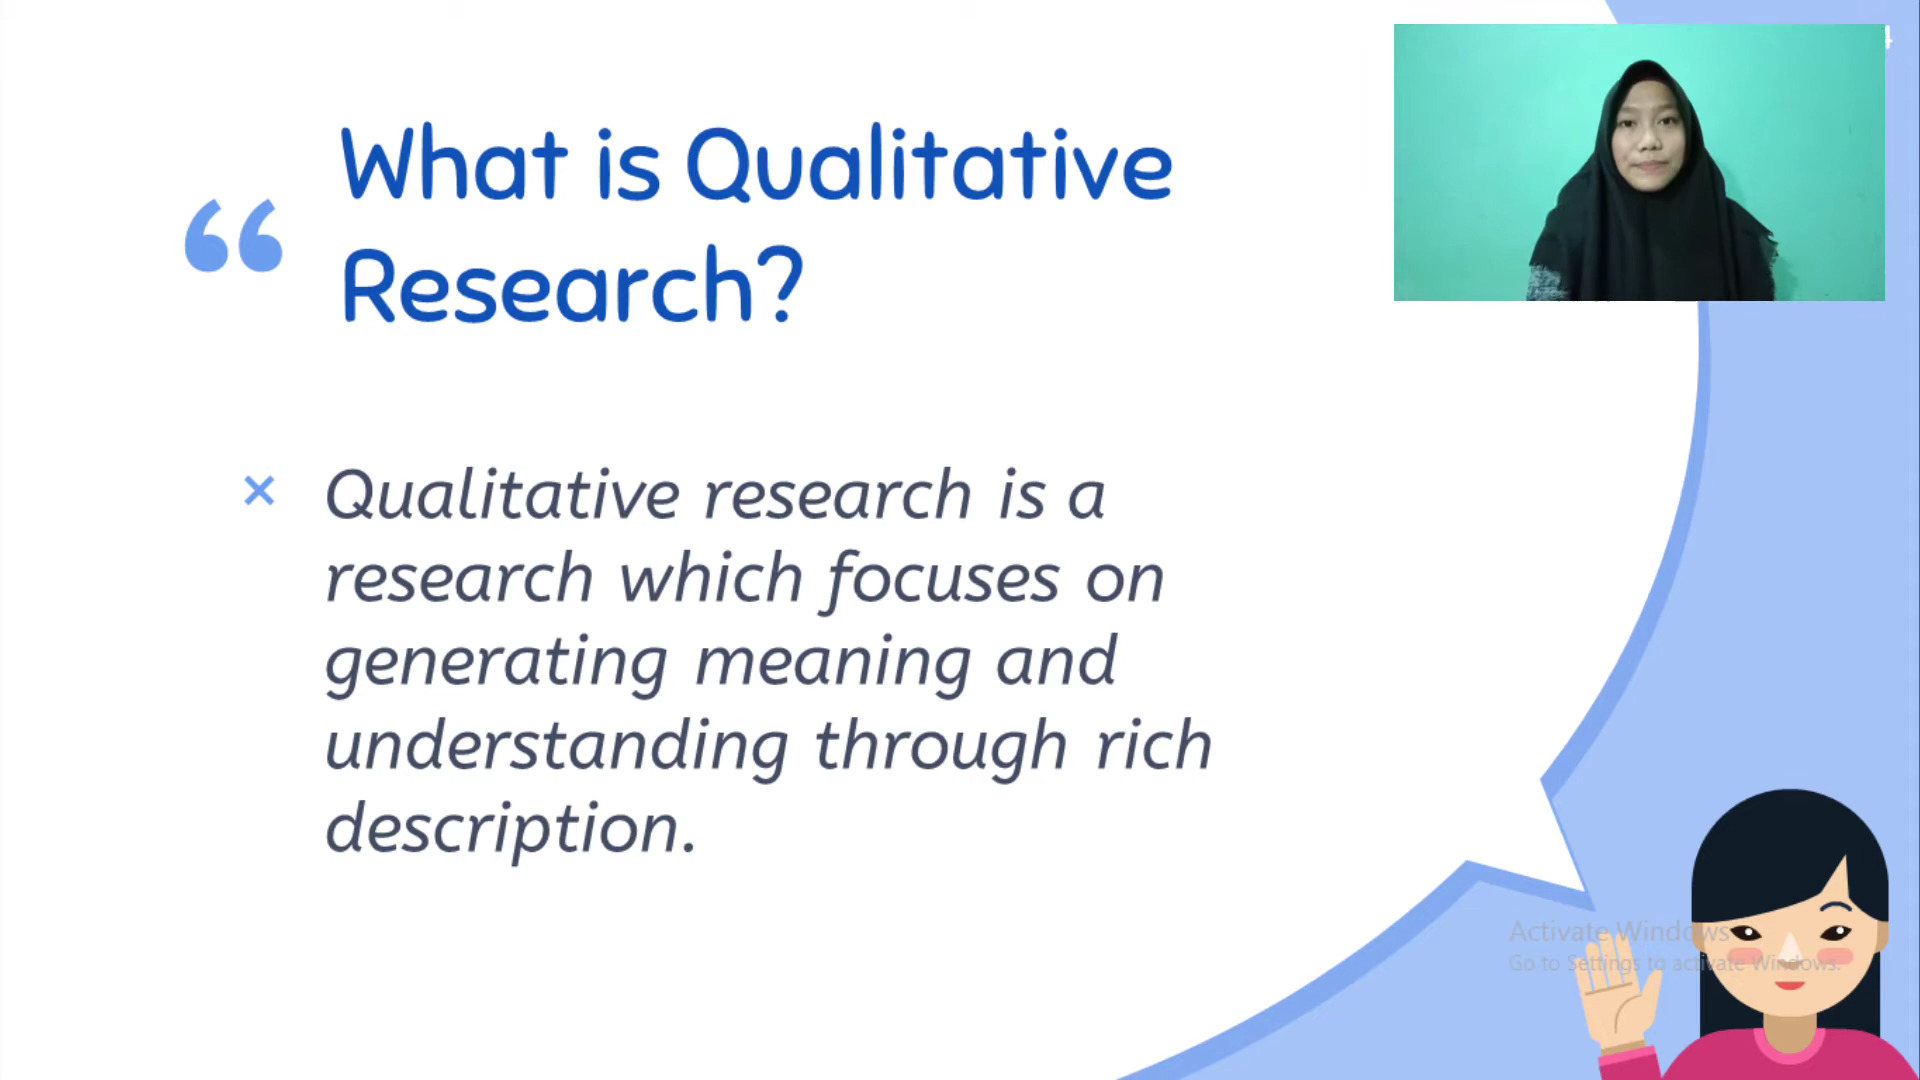 4
What is Qualitative
Research?
“
× Qualitative research is a
research which focuses on
generating meaning and
understanding through rich
description.
Activate Windows
Go to Settings to activate Windows.